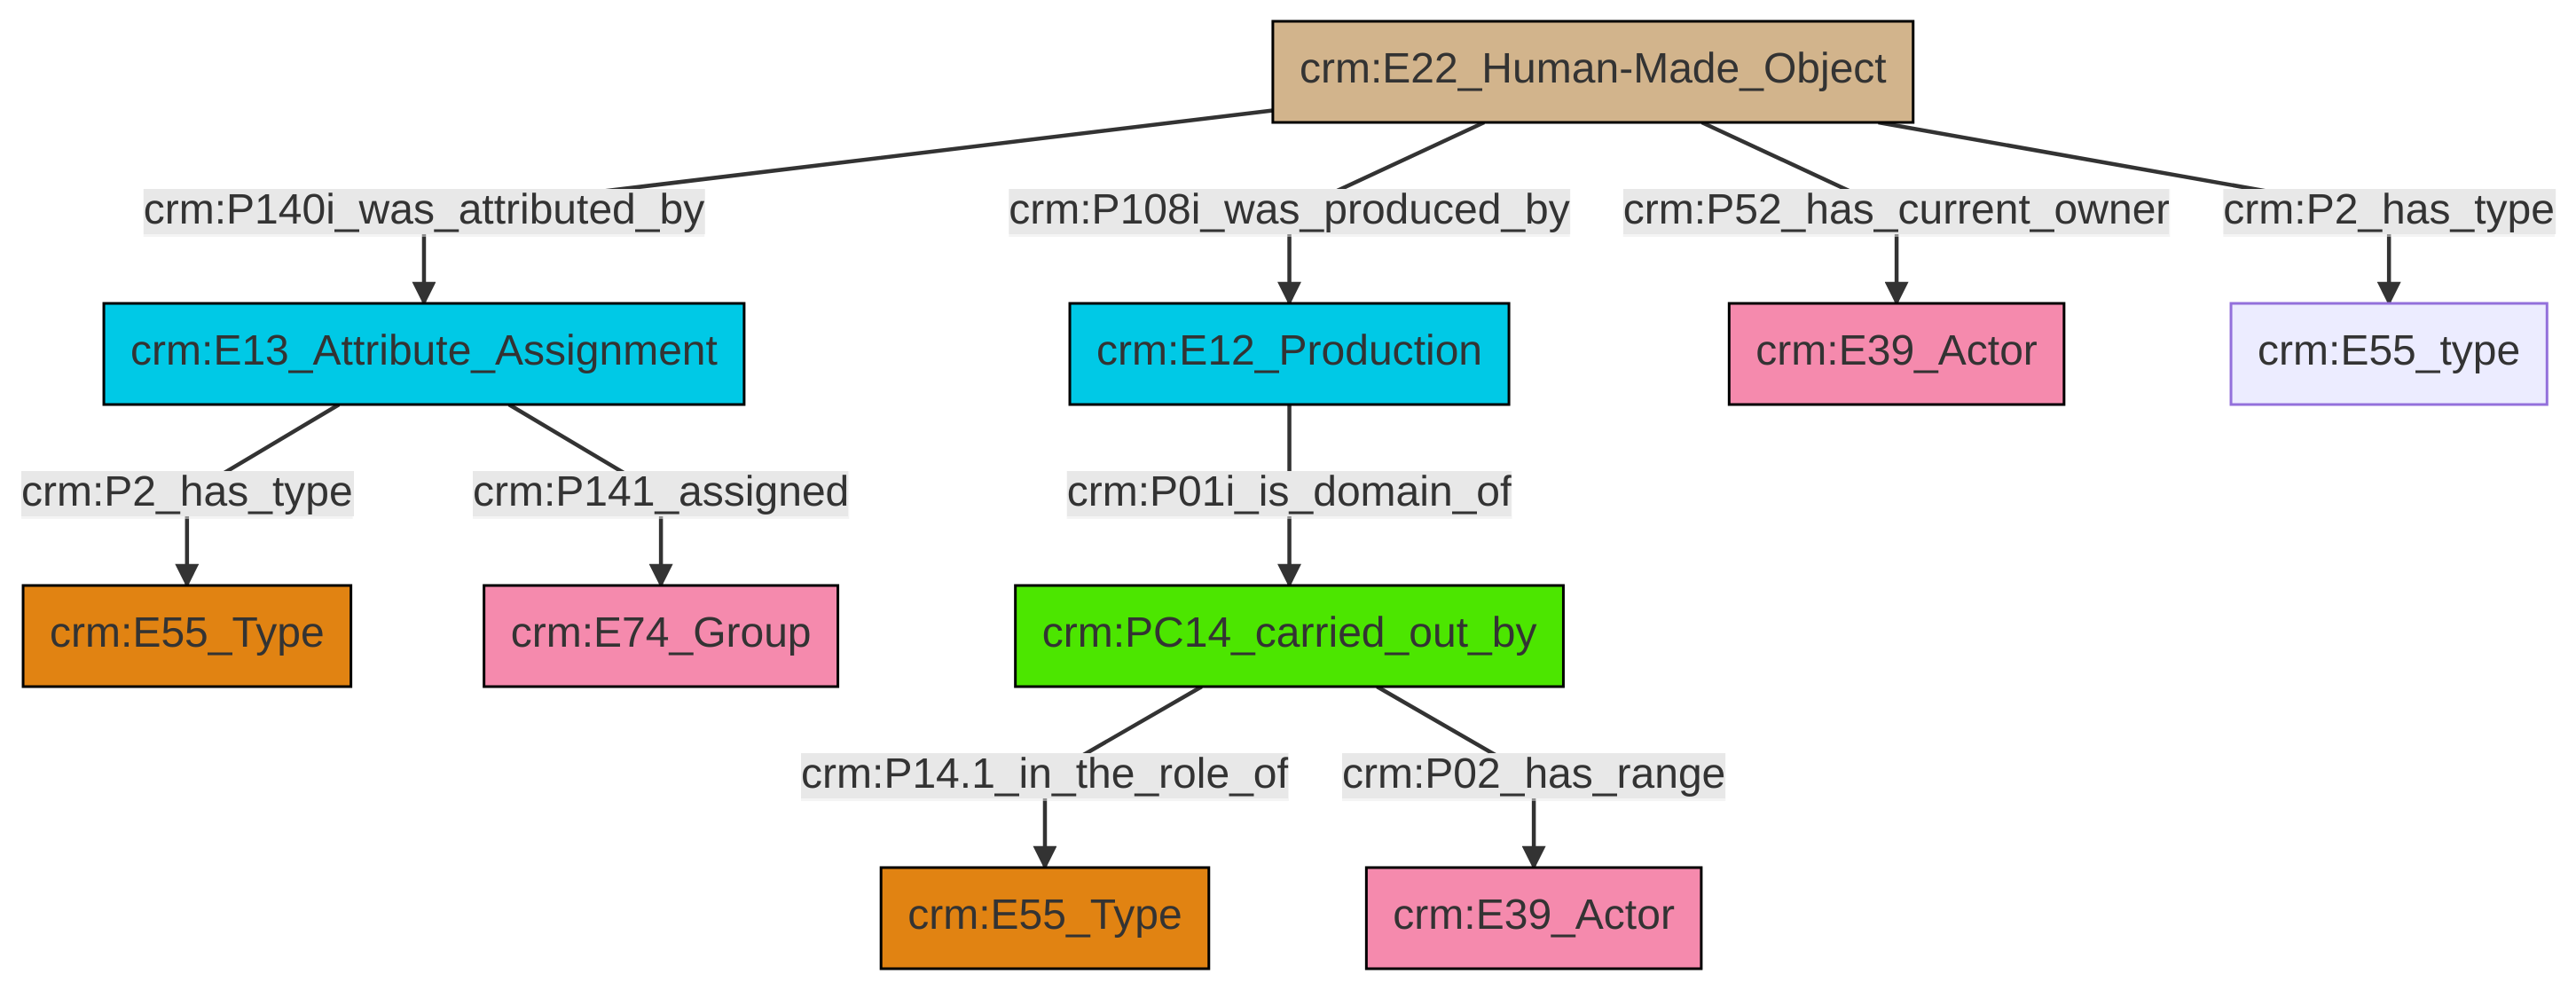 crm:E22_Human-Made_Object
crm:P140i_was_attributed_by
crm:P108i_was_produced_by
crm:P52_has_current_owner
crm:P2_has_type
crm:E13_Attribute_Assignment
crm:E12_Production
crm:E39_Actor
crm:E55_type
crm:P2_has_type
crm:P141_assigned
crm:P01i_is_domain_of
crm:E55_Type
crm:E74_Group
crm:PC14_carried_out_by
crm:P14.1_in_the_role_of
crm:P02_has_range
crm:E55_Type
crm:E39_Actor